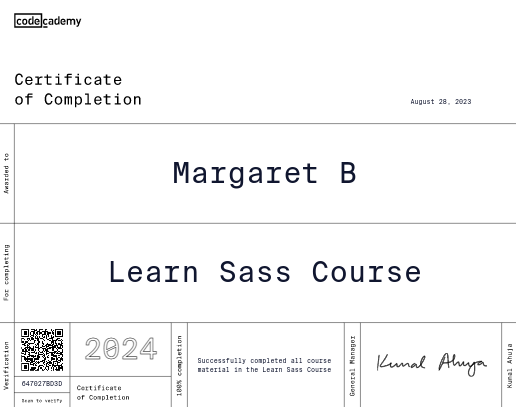 codecademy
Certificate
of Completion
August 28, 2023
Awarded to
Margaret B
For completing
Learn Sass Course
Verification
647027BD3D
Scan to verify
2024
Certificate
of Completion
100% completion
Successfully completed all course
material in the Learn Sass Course
General Manager
Kunal Ahuja
Kunal Ahuja